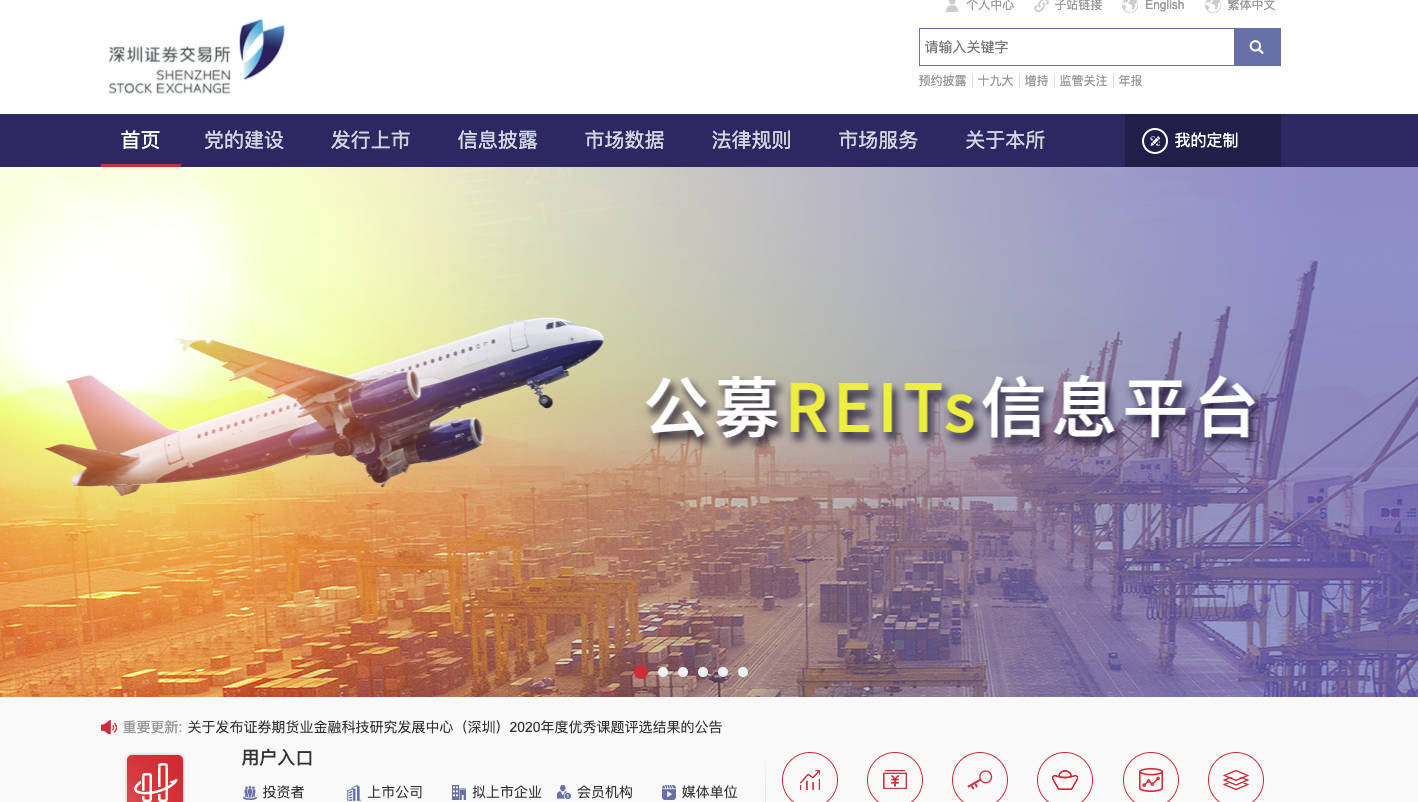 个人中心 子站链接 English 繁体中文
深圳证券交易所
SHENZHEN
STOCK EXCHANGE
请输入关键字
预约披露 十九大 增持 监管关注 年报
首页 党的建设 发行上市 信息披露 市场数据 法律规则 市场服务 关于本所 我的定制
公募REITs信息平台
5
4
重要更新: 关于发布证券期货业金融科技研究发展中心（深圳）2020年度优秀课题评选结果的公告
用户入口
投资者 上市公司 拟上市企业 会员机构 媒体单位